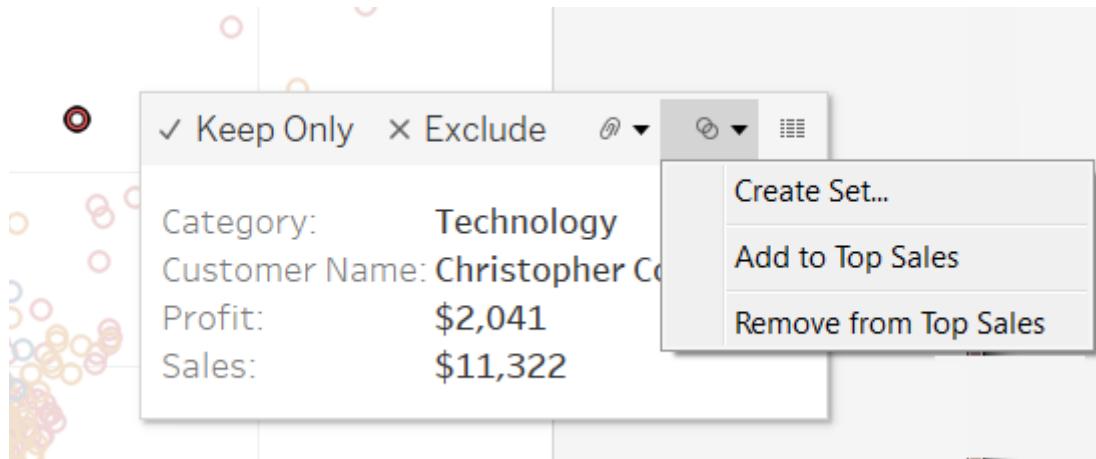 Keep Only Exclude
Category: Technology
Customer Name: Christopher
Profit: $2,041
Sales: $11,322
Create Set...
Add to Top Sales
Remove from Top Sales